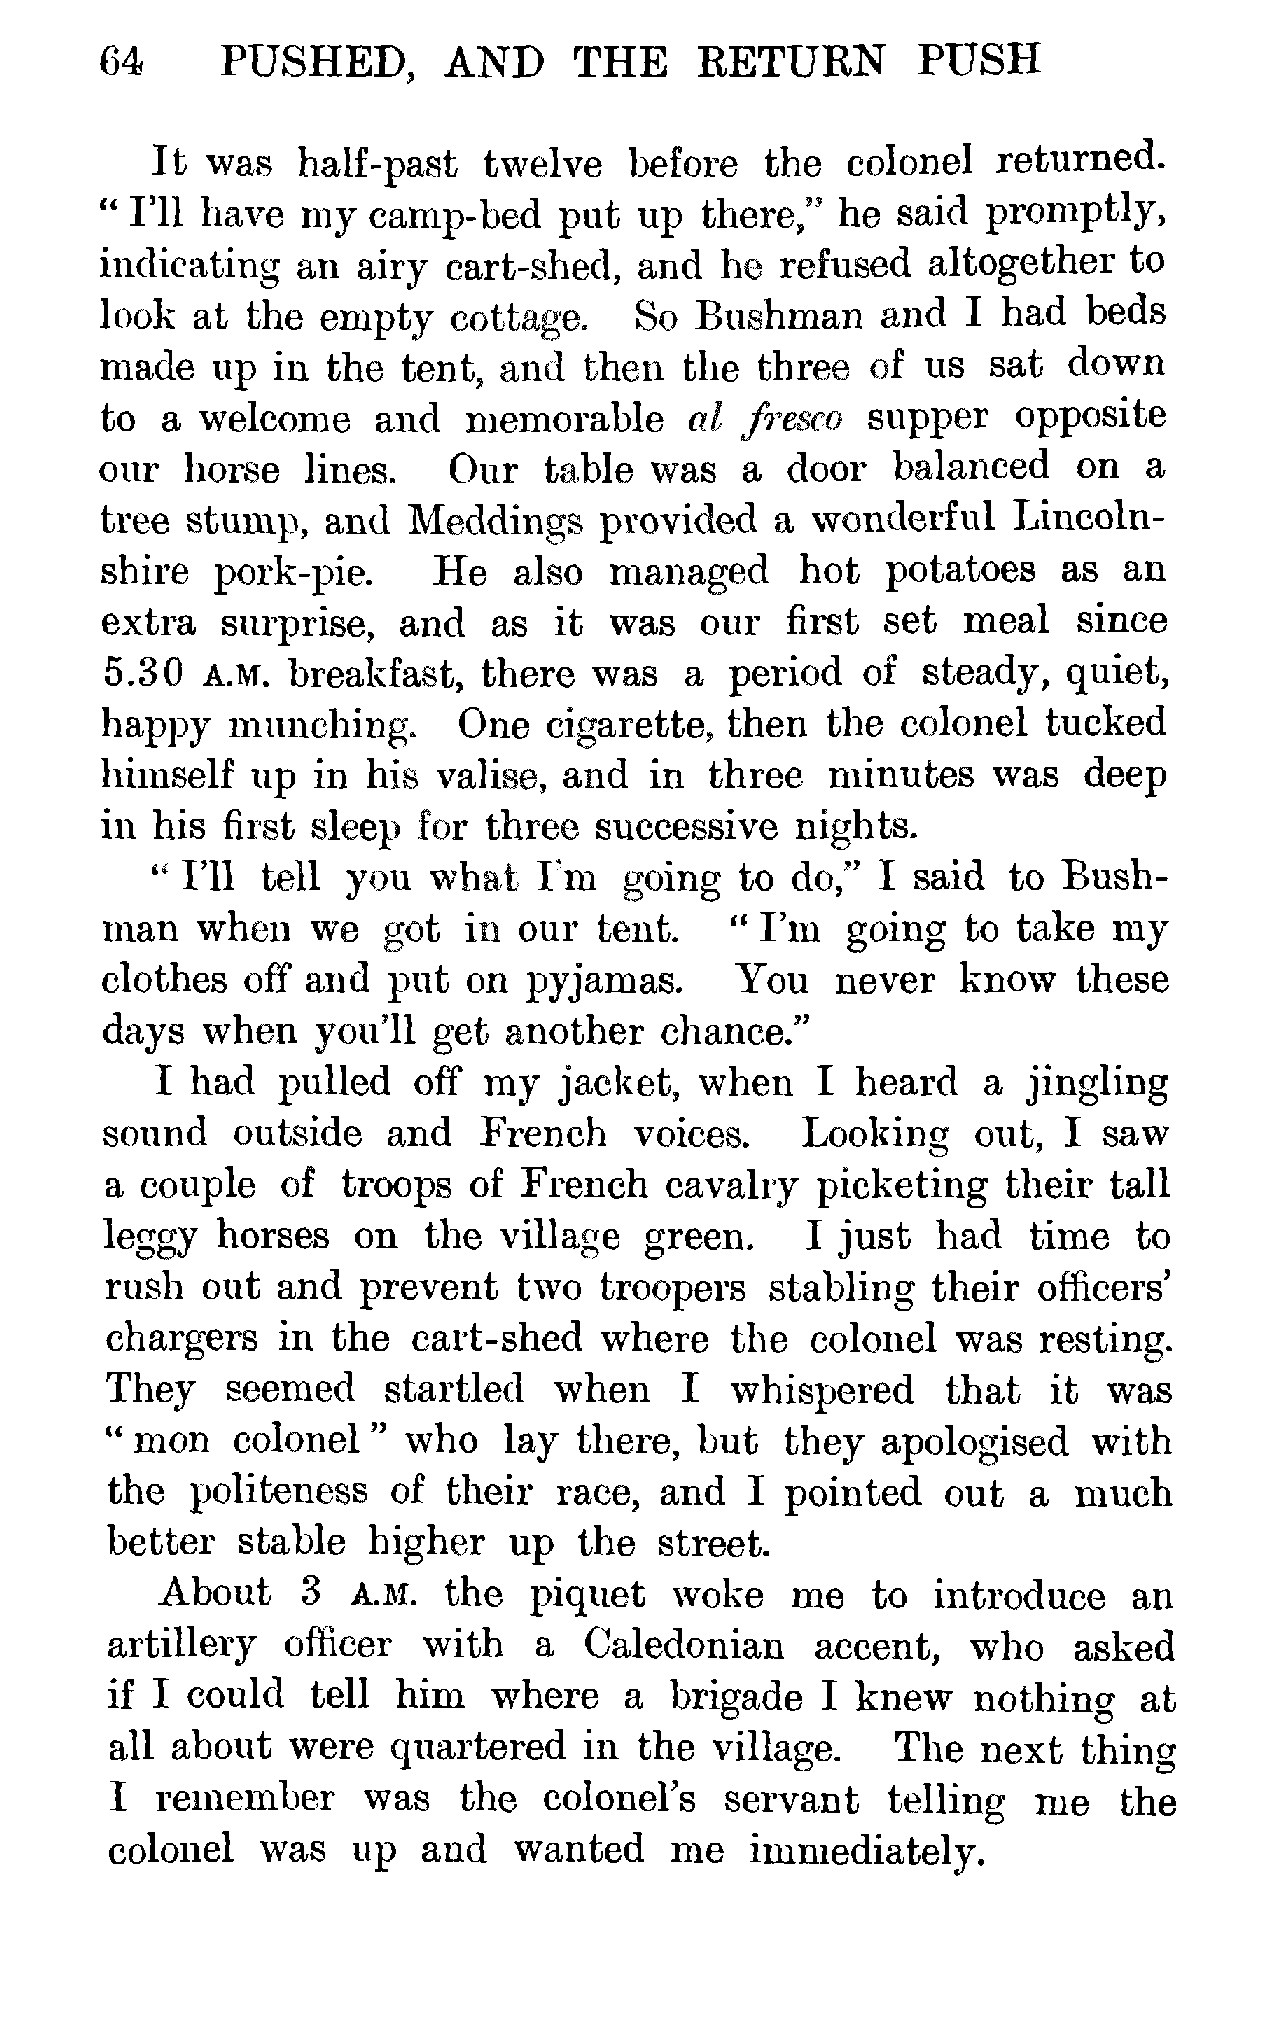 64 PUSHED, AND THE RETURN PUSH
It was half-past twelve before the colonel returned.
“ I'll have my camp-bed put up there,” he said promptly,
indicating an airy cart-shed, and he refused altogether to
look at the empty cottage. So Bushman and I had beds
made up in the tent, and then the three of us sat down
to a welcome and memorable al fresco supper opposite
our horse lines. Our table was a door balanced on a
tree stump, and Meddings provided a wonderful Lincoln-
shire pork-pie. He also managed hot potatoes as an
extra surprise, and as it was our first set meal since
5.30 A.M. breakfast, there was a period of steady, quiet,
happy munching. One cigarette, then the colonel tucked
himself up in his valise, and in three minutes was deep
in his first sleep for three successive nights.
“ I'll tell you what I'm going to do,” I said to Bush-
man when we got in our tent. “ I'm going to take my
clothes off and put on pyjamas. You never know these
days when you'll get another chance.”
I had pulled off my jacket, when I heard a jingling
sound outside and French voices. Looking out, I saw
a couple of troops of French cavalry picketing their tall
leggy horses on the village green. I just had time to
rush out and prevent two troopers stabling their officers'
chargers in the cart-shed where the colonel was resting.
They seemed startled when I whispered that it was
“ mon colonel ” who lay there, but they apologised with
the politeness of their race, and I pointed out a much
better stable higher up the street.
About 3 A.M. the piquet woke me to introduce an
artillery officer with a Caledonian accent, who asked
if I could tell him where a brigade I knew nothing at
all about were quartered in the village. The next thing
I remember was the colonel's servant telling me the
colonel was up and wanted me immediately.